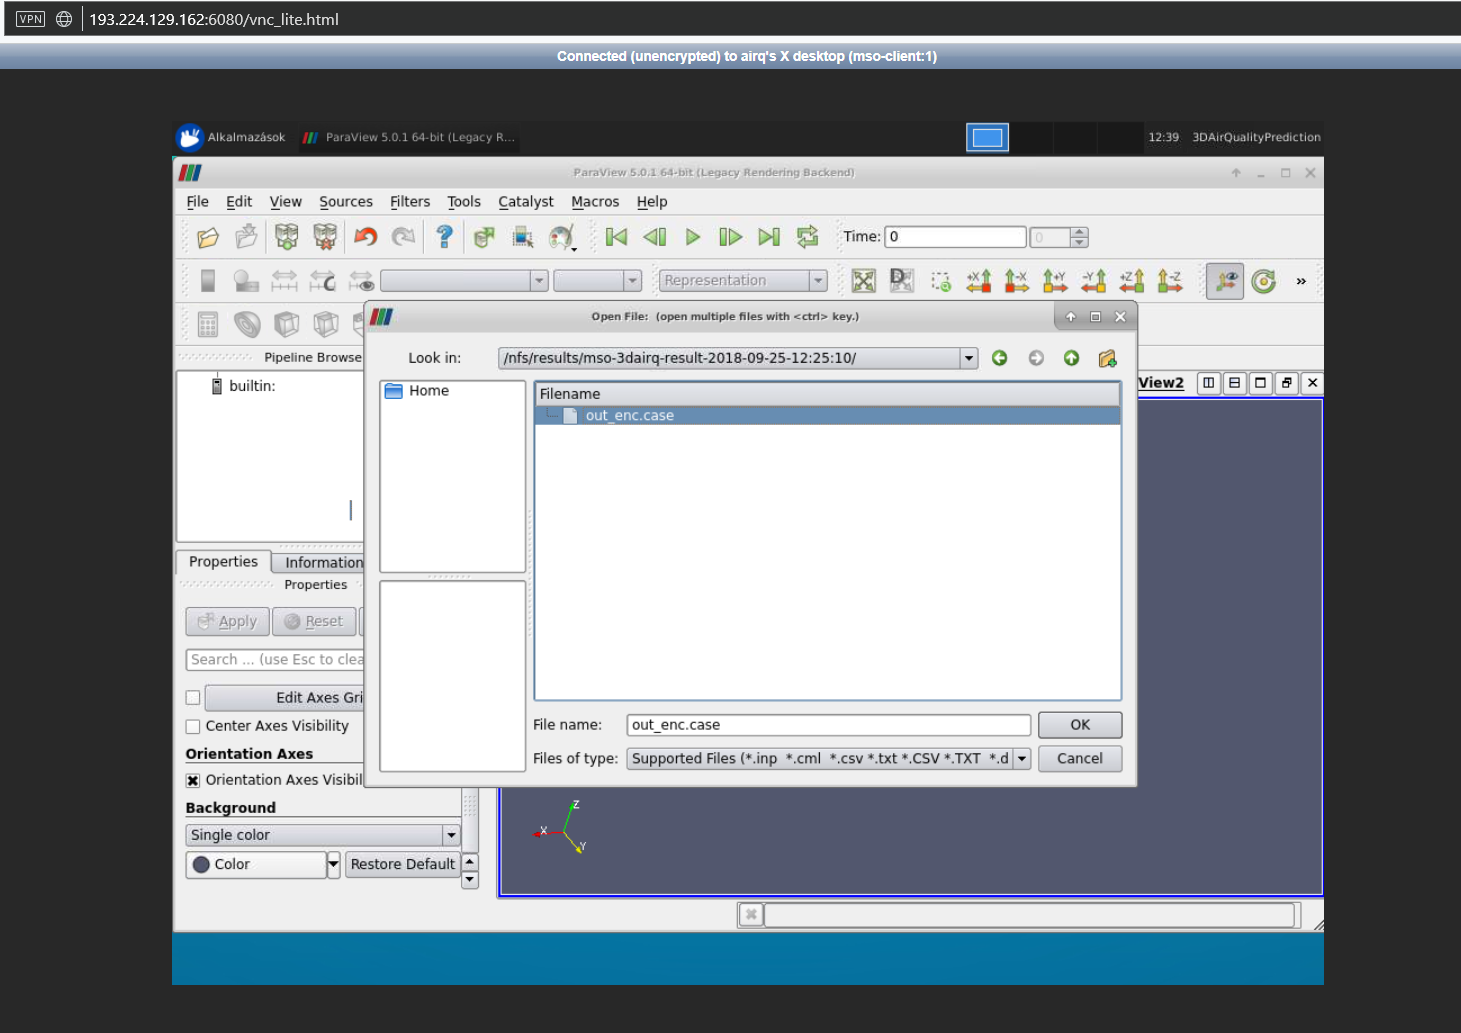 VPN 193.224.129.162:6080/vnc_lite.html
Connected (unencrypted) to airq's X desktop (mso-client:1)
Alkalmazások ParaView 5.0.1 64-bit (Legacy R... 12:39 3DAirQualityPrediction
ParaView 5.0.1 64-bit (Legacy Rendering Backend)
File Edit View Sources Filters Tools Catalyst Macros Help
Time: 0 0
Representation +X -X +Y -Y +Z -Z »
Open File: (open multiple files with <ctrl> key.)
Pipeline Browse
Look in: /nfs/results/mso-3dairq-result-2018-09-25-12:25:10/
builtin:
View2
Home
Filename
out_enc.case
Properties Information
Properties
Apply Reset
Search ... (use Esc to clea
Edit Axes Gri
Center Axes Visibility
File name: out_enc.case OK
Orientation Axes
Files of type: Supported Files (*.inp *.cml *.csv *.txt *.CSV *.TXT *.d Cancel
Orientation Axes Visibil
Background
Single color
Color Restore Default
Z
X
Y